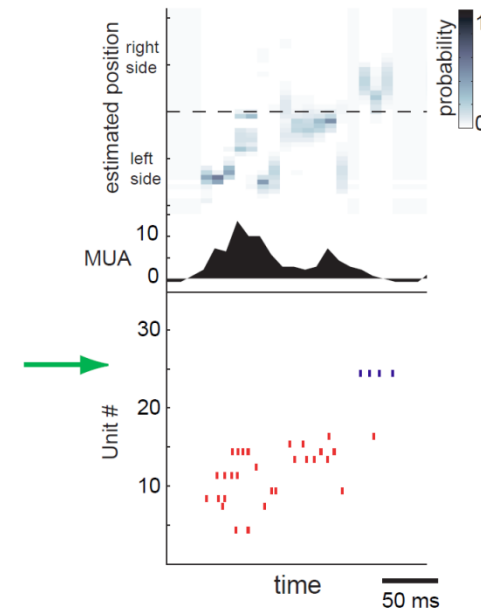 estimated position
right side
left side
probability
1
0
MUA
10
0
Unit #
30
20
10
time
50 ms